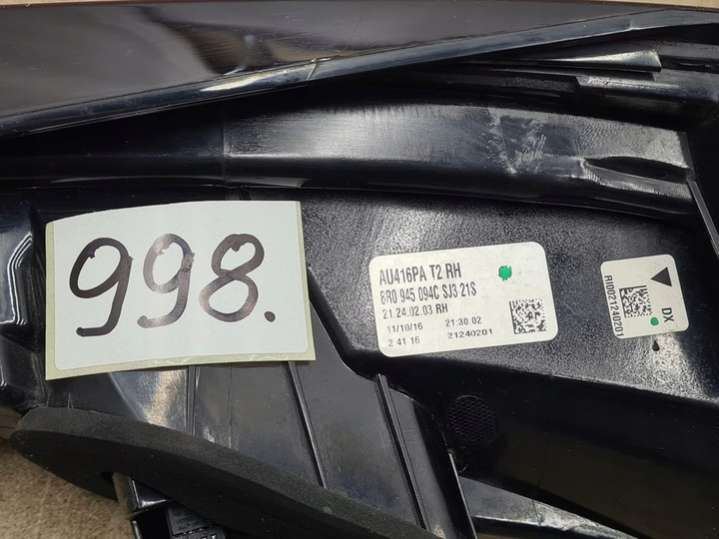 998.
AU416PA T2 RH
8R0 945 094C SJ3 21S
21.24.02.03 RH
11/10/16 21:30:02
2 41 16 21240201
DX
AI00021240201